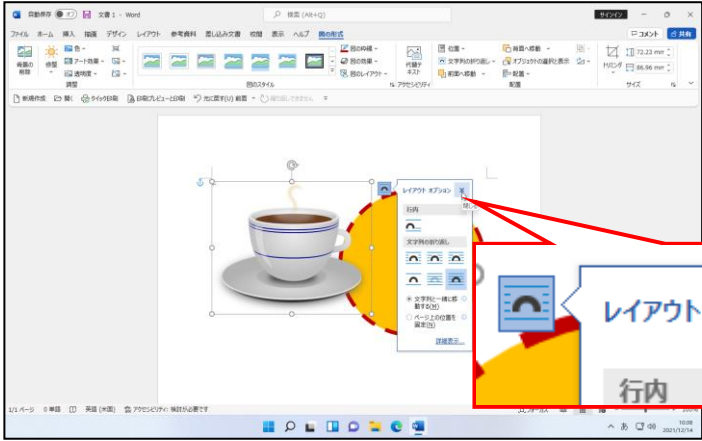 自動保存 オフ 文書 1 - Word 検索 (Alt+Q) サインイン
ファイル ホーム 挿入 描画 デザイン レイアウト 参考資料 差し込み文書 校閲 表示 ヘルプ 図の形式 コメント 共有
背景の削除 修整 色 アート効果 透明度 図の枠線 図の効果 図のレイアウト 代替テキスト 位置 文字列の折り返し 前面へ移動 背面へ移動 オブジェクトの選択と表示 配置 トリミング 72.23 mm 86.96 mm
調整 図のスタイル アクセシビリティ 配置 サイズ
新規作成 開く クイック印刷 印刷プレビューと印刷 元に戻す(U) 前面
レイアウト オプション
行内
文字列の折り返し
文字列と一緒に移動する(M)
ページ上の位置を固定(N)
詳細表示...
レイアウト
行内
1/1 ページ 0 単語 英語 (米国) アクセシビリティ: 検討が必要です
あ 10:08
2021/12/14